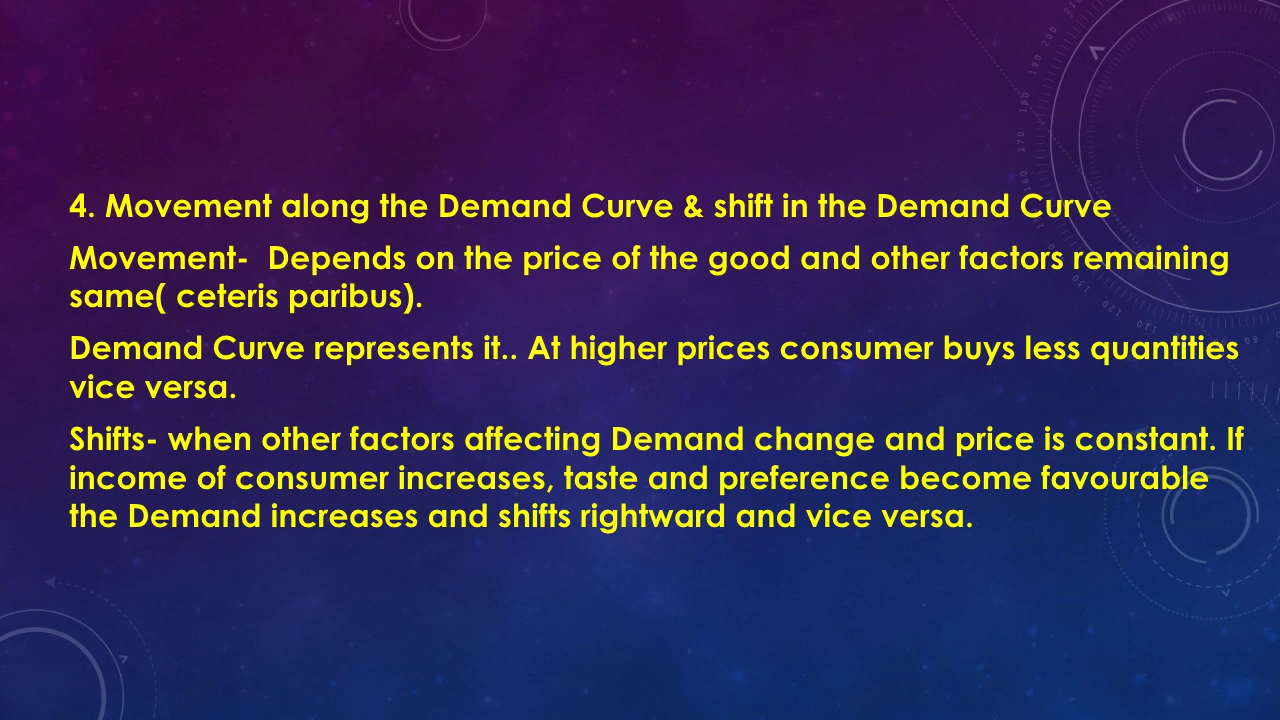 4. Movement along the Demand Curve & shift in the Demand Curve
Movement-  Depends on the price of the good and other factors remaining
same( ceteris paribus).
Demand Curve represents it.. At higher prices consumer buys less quantities
vice versa.
Shifts- when other factors affecting Demand change and price is constant. If
income of consumer increases, taste and preference become favourable
the Demand increases and shifts rightward and vice versa.